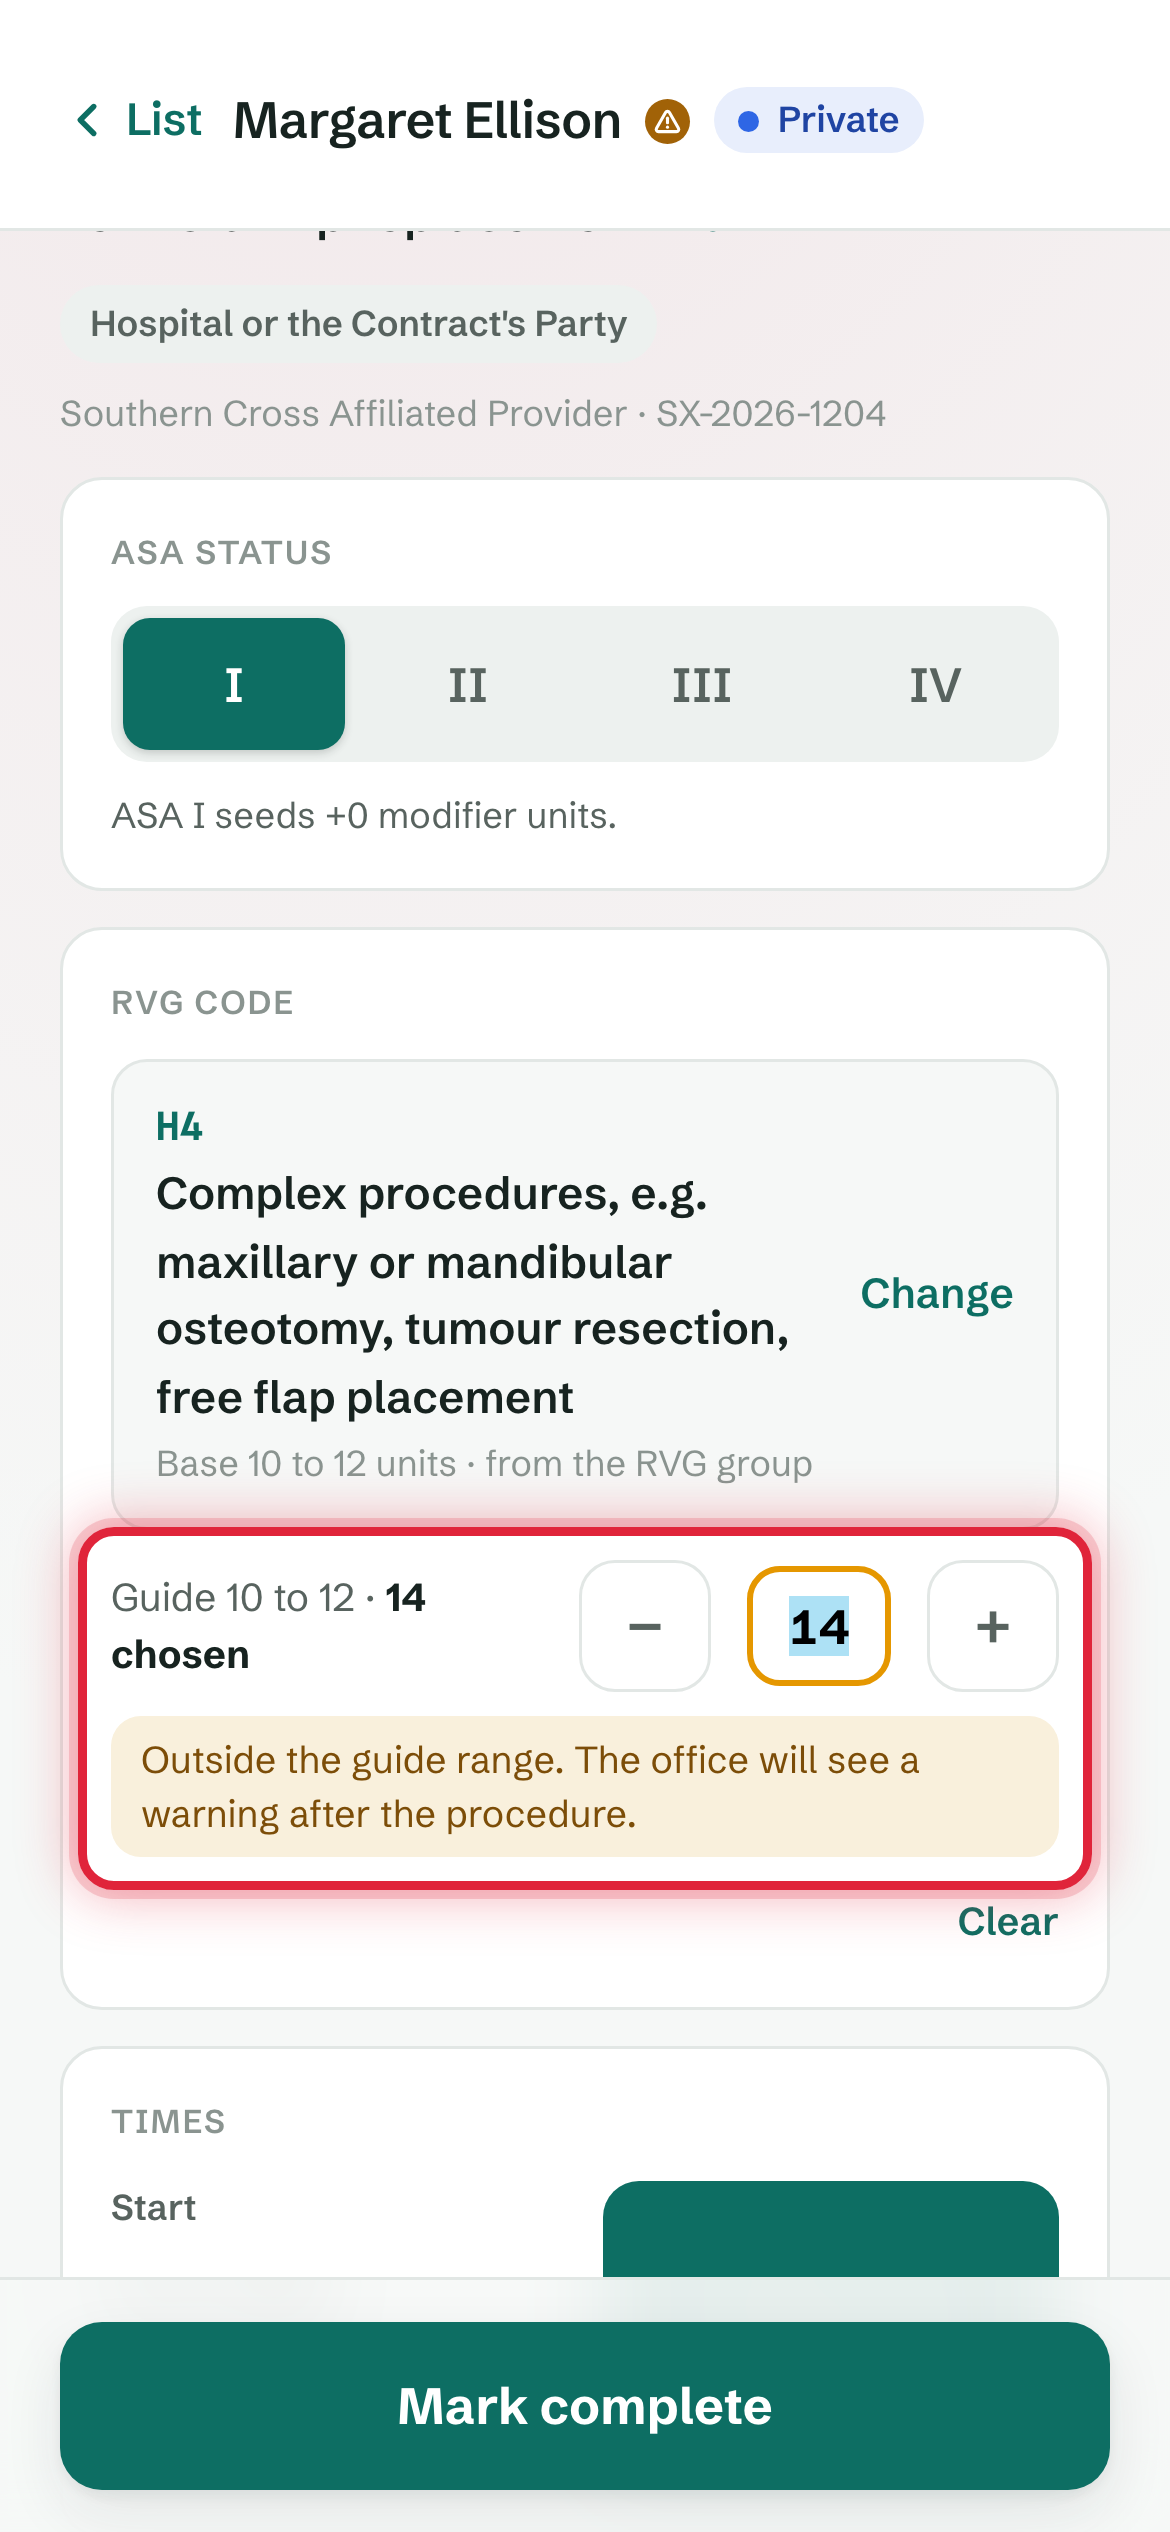 List Margaret Ellison Private
Hospital or the Contract's Party
Southern Cross Affiliated Provider · SX-2026-1204
ASA STATUS
I II III IV
ASA I seeds +0 modifier units.
RVG CODE
H4
Complex procedures, e.g.
maxillary or mandibular
osteotomy, tumour resection,
free flap placement
Change
Base 10 to 12 units · from the RVG group
Guide 10 to 12 · 14
chosen
− 14 +
Outside the guide range. The office will see a
warning after the procedure.
Clear
TIMES
Start
Mark complete